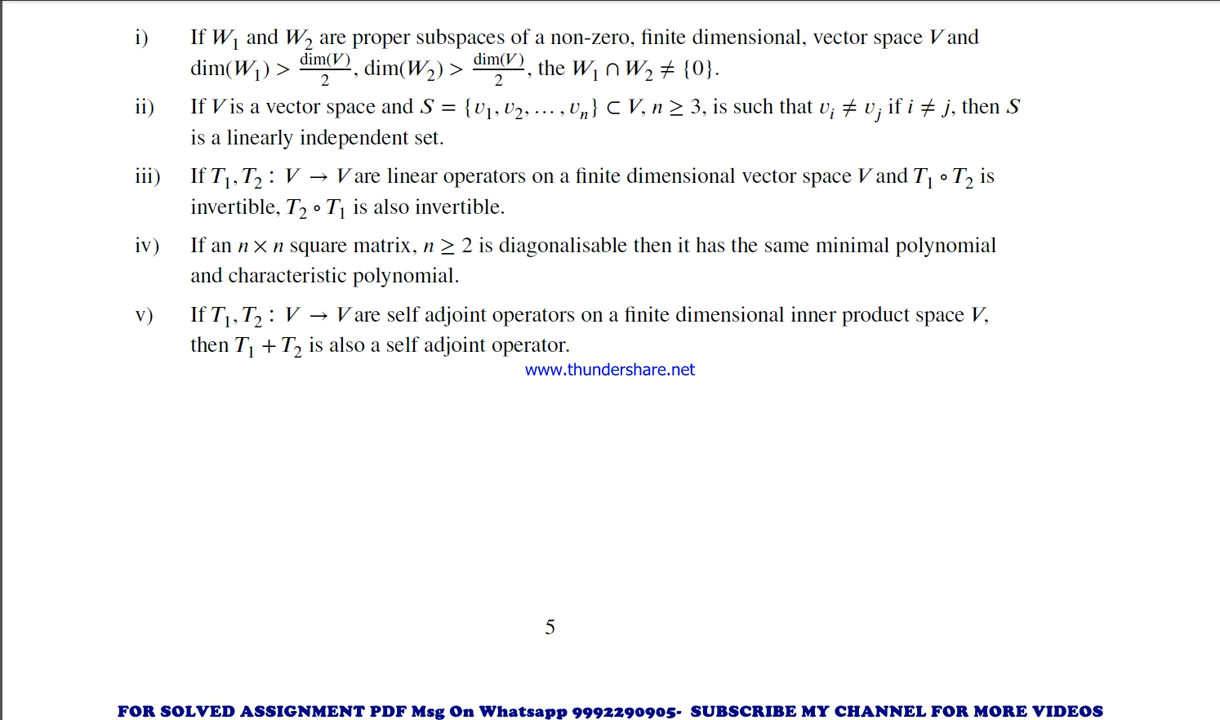 i) If W₁ and W₂ are proper subspaces of a non-zero, finite dimensional, vector space V and
dim(W₁) > dim(V)/2, dim(W₂) > dim(V)/2, the W₁ ∩ W₂ ≠ {0}.
ii) If V is a vector space and S = {v₁, v₂, … , vₙ} ⊂ V, n ≥ 3, is such that vᵢ ≠ vⱼ if i ≠ j, then S
is a linearly independent set.
iii) If T₁, T₂ : V → V are linear operators on a finite dimensional vector space V and T₁ ∘ T₂ is
invertible, T₂ ∘ T₁ is also invertible.
iv) If an n × n square matrix, n ≥ 2 is diagonalisable then it has the same minimal polynomial
and characteristic polynomial.
v) If T₁, T₂ : V → V are self adjoint operators on a finite dimensional inner product space V,
then T₁ + T₂ is also a self adjoint operator.
www.thundershare.net
5
FOR SOLVED ASSIGNMENT PDF Msg On Whatsapp 9992290905- SUBSCRIBE MY CHANNEL FOR MORE VIDEOS